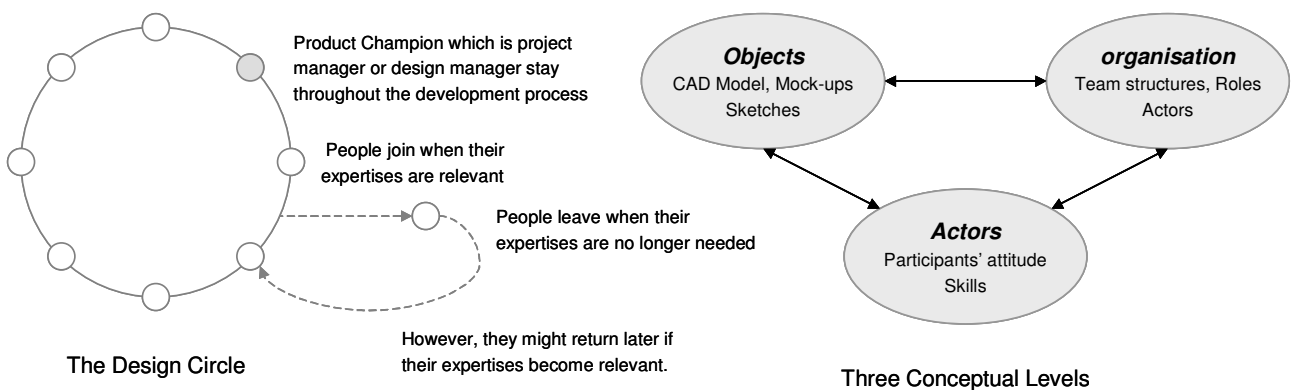 Product Champion which is project
manager or design manager stay
throughout the development process
People join when their
expertises are relevant
People leave when their
expertises are no longer needed
However, they might return later if
their expertises become relevant.
The Design Circle
Objects
CAD Model, Mock-ups
Sketches
organisation
Team structures, Roles
Actors
Actors
Participants' attitude
Skills
Three Conceptual Levels